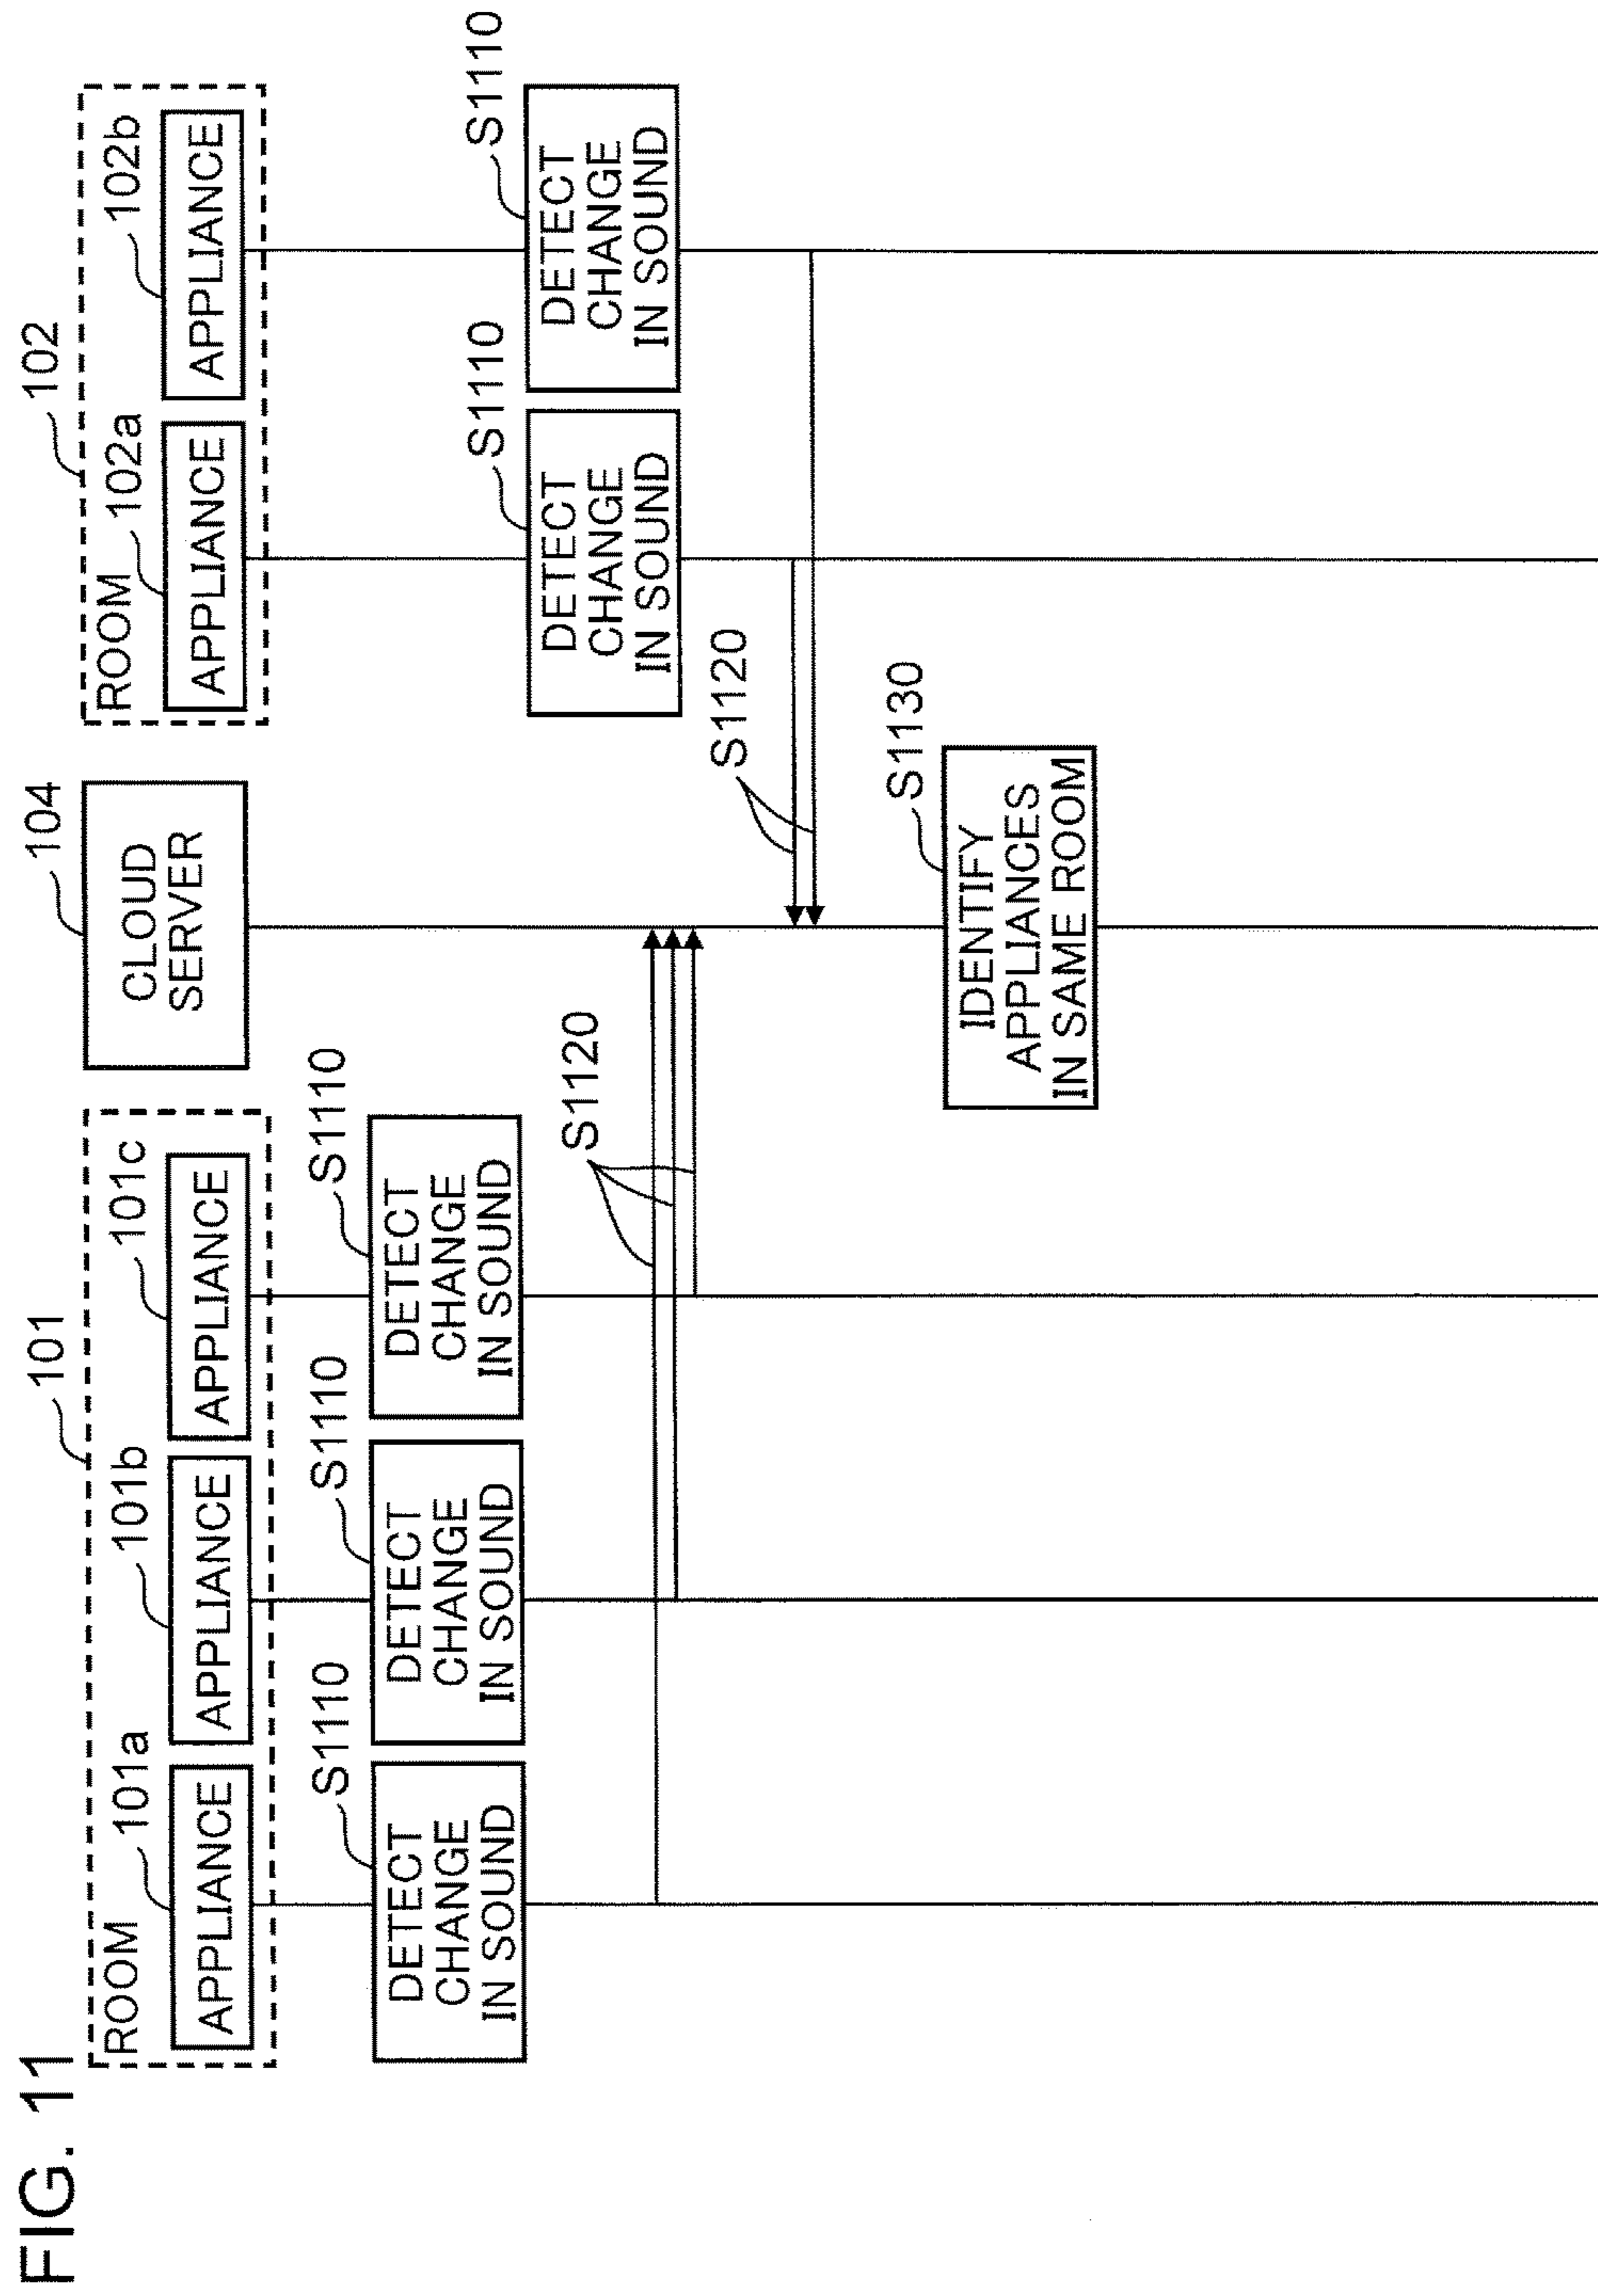 FIG. 11
101
104
102
ROOM
101a
101b
101c
CLOUD
SERVER
ROOM
102a
102b
APPLIANCE
APPLIANCE
APPLIANCE
APPLIANCE
APPLIANCE
S1110
S1110
S1110
DETECT
CHANGE
IN SOUND
DETECT
CHANGE
IN SOUND
DETECT
CHANGE
IN SOUND
S1110
S1110
DETECT
CHANGE
IN SOUND
DETECT
CHANGE
IN SOUND
S1120
S1120
S1130
IDENTIFY
APPLIANCES
IN SAME ROOM